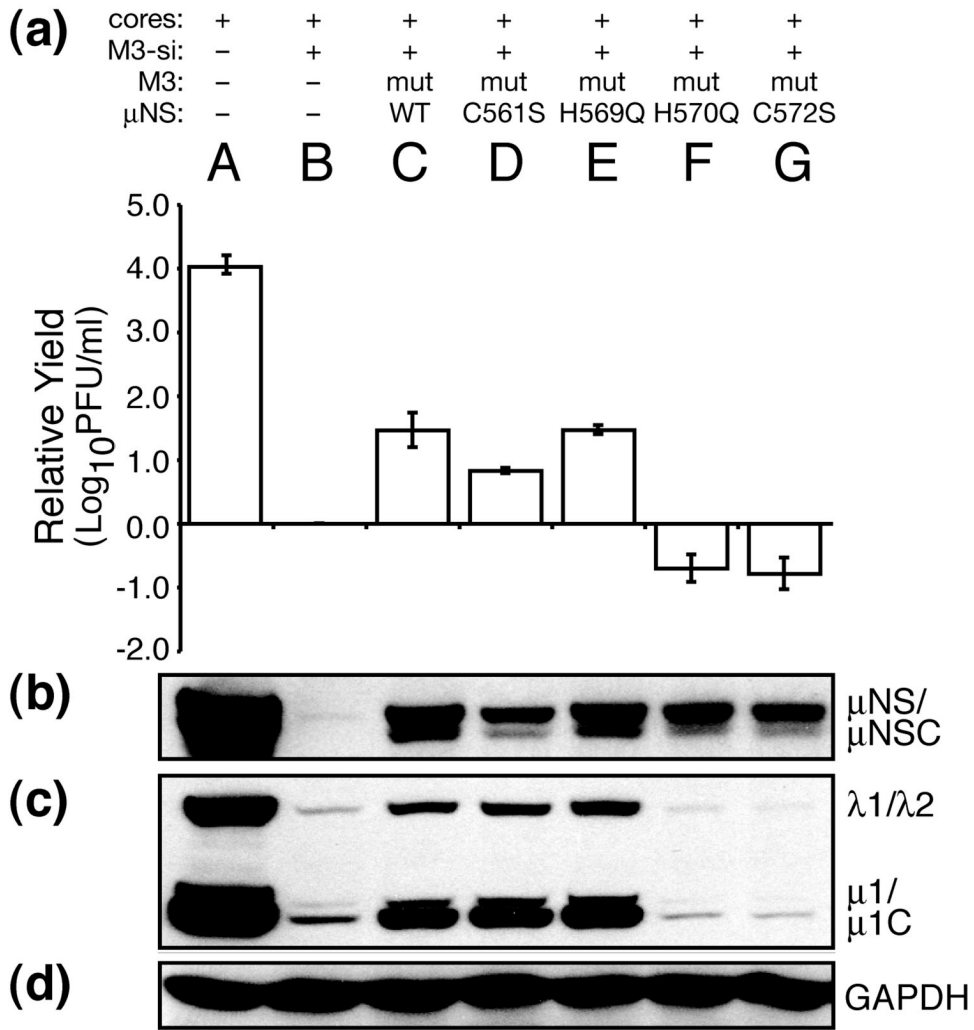 (a)
cores: + + + + + + +
M3-si: – + + + + + +
M3: – – mut mut mut mut mut
μNS: – – WT C561S H569Q H570Q C572S
A B C D E F G
Relative Yield
(Log10PFU/ml)
5.0
4.0
3.0
2.0
1.0
0.0
-1.0
-2.0
(b)
μNS/
μNSC
(c)
λ1/λ2
μ1/
μ1C
(d)
GAPDH